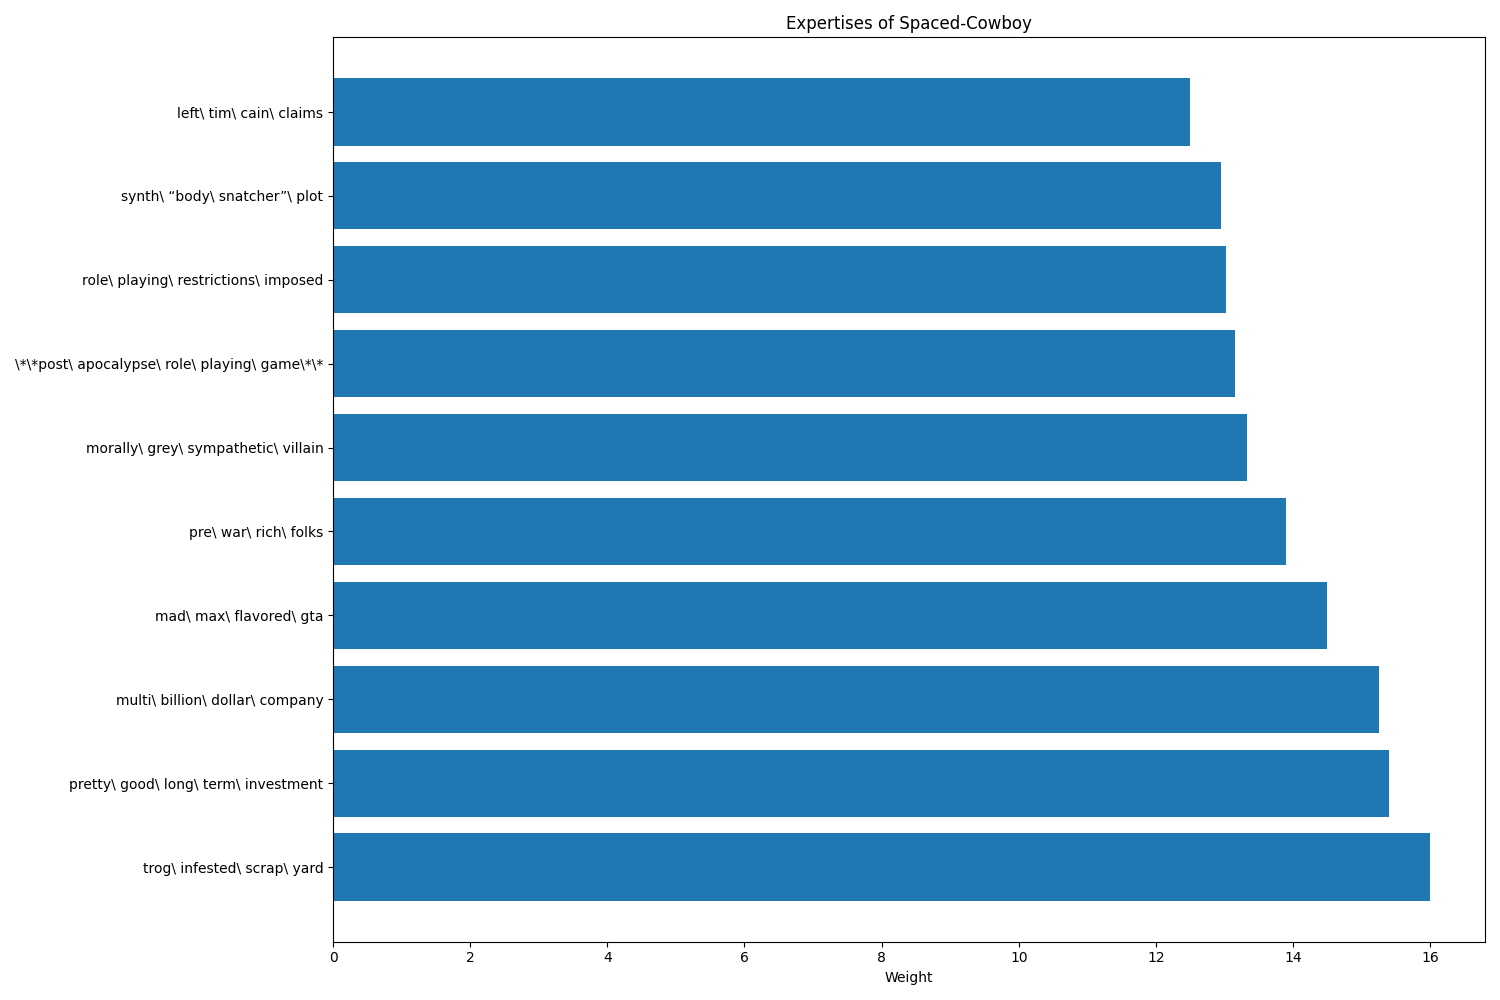 Expertises of Spaced-Cowboy
left\ tim\ cain\ claims
synth\ “body\ snatcher”\ plot
role\ playing\ restrictions\ imposed
\*\*post\ apocalypse\ role\ playing\ game\*\*
morally\ grey\ sympathetic\ villain
pre\ war\ rich\ folks
mad\ max\ flavored\ gta
multi\ billion\ dollar\ company
pretty\ good\ long\ term\ investment
trog\ infested\ scrap\ yard
0 2 4 6 8 10 12 14 16
Weight